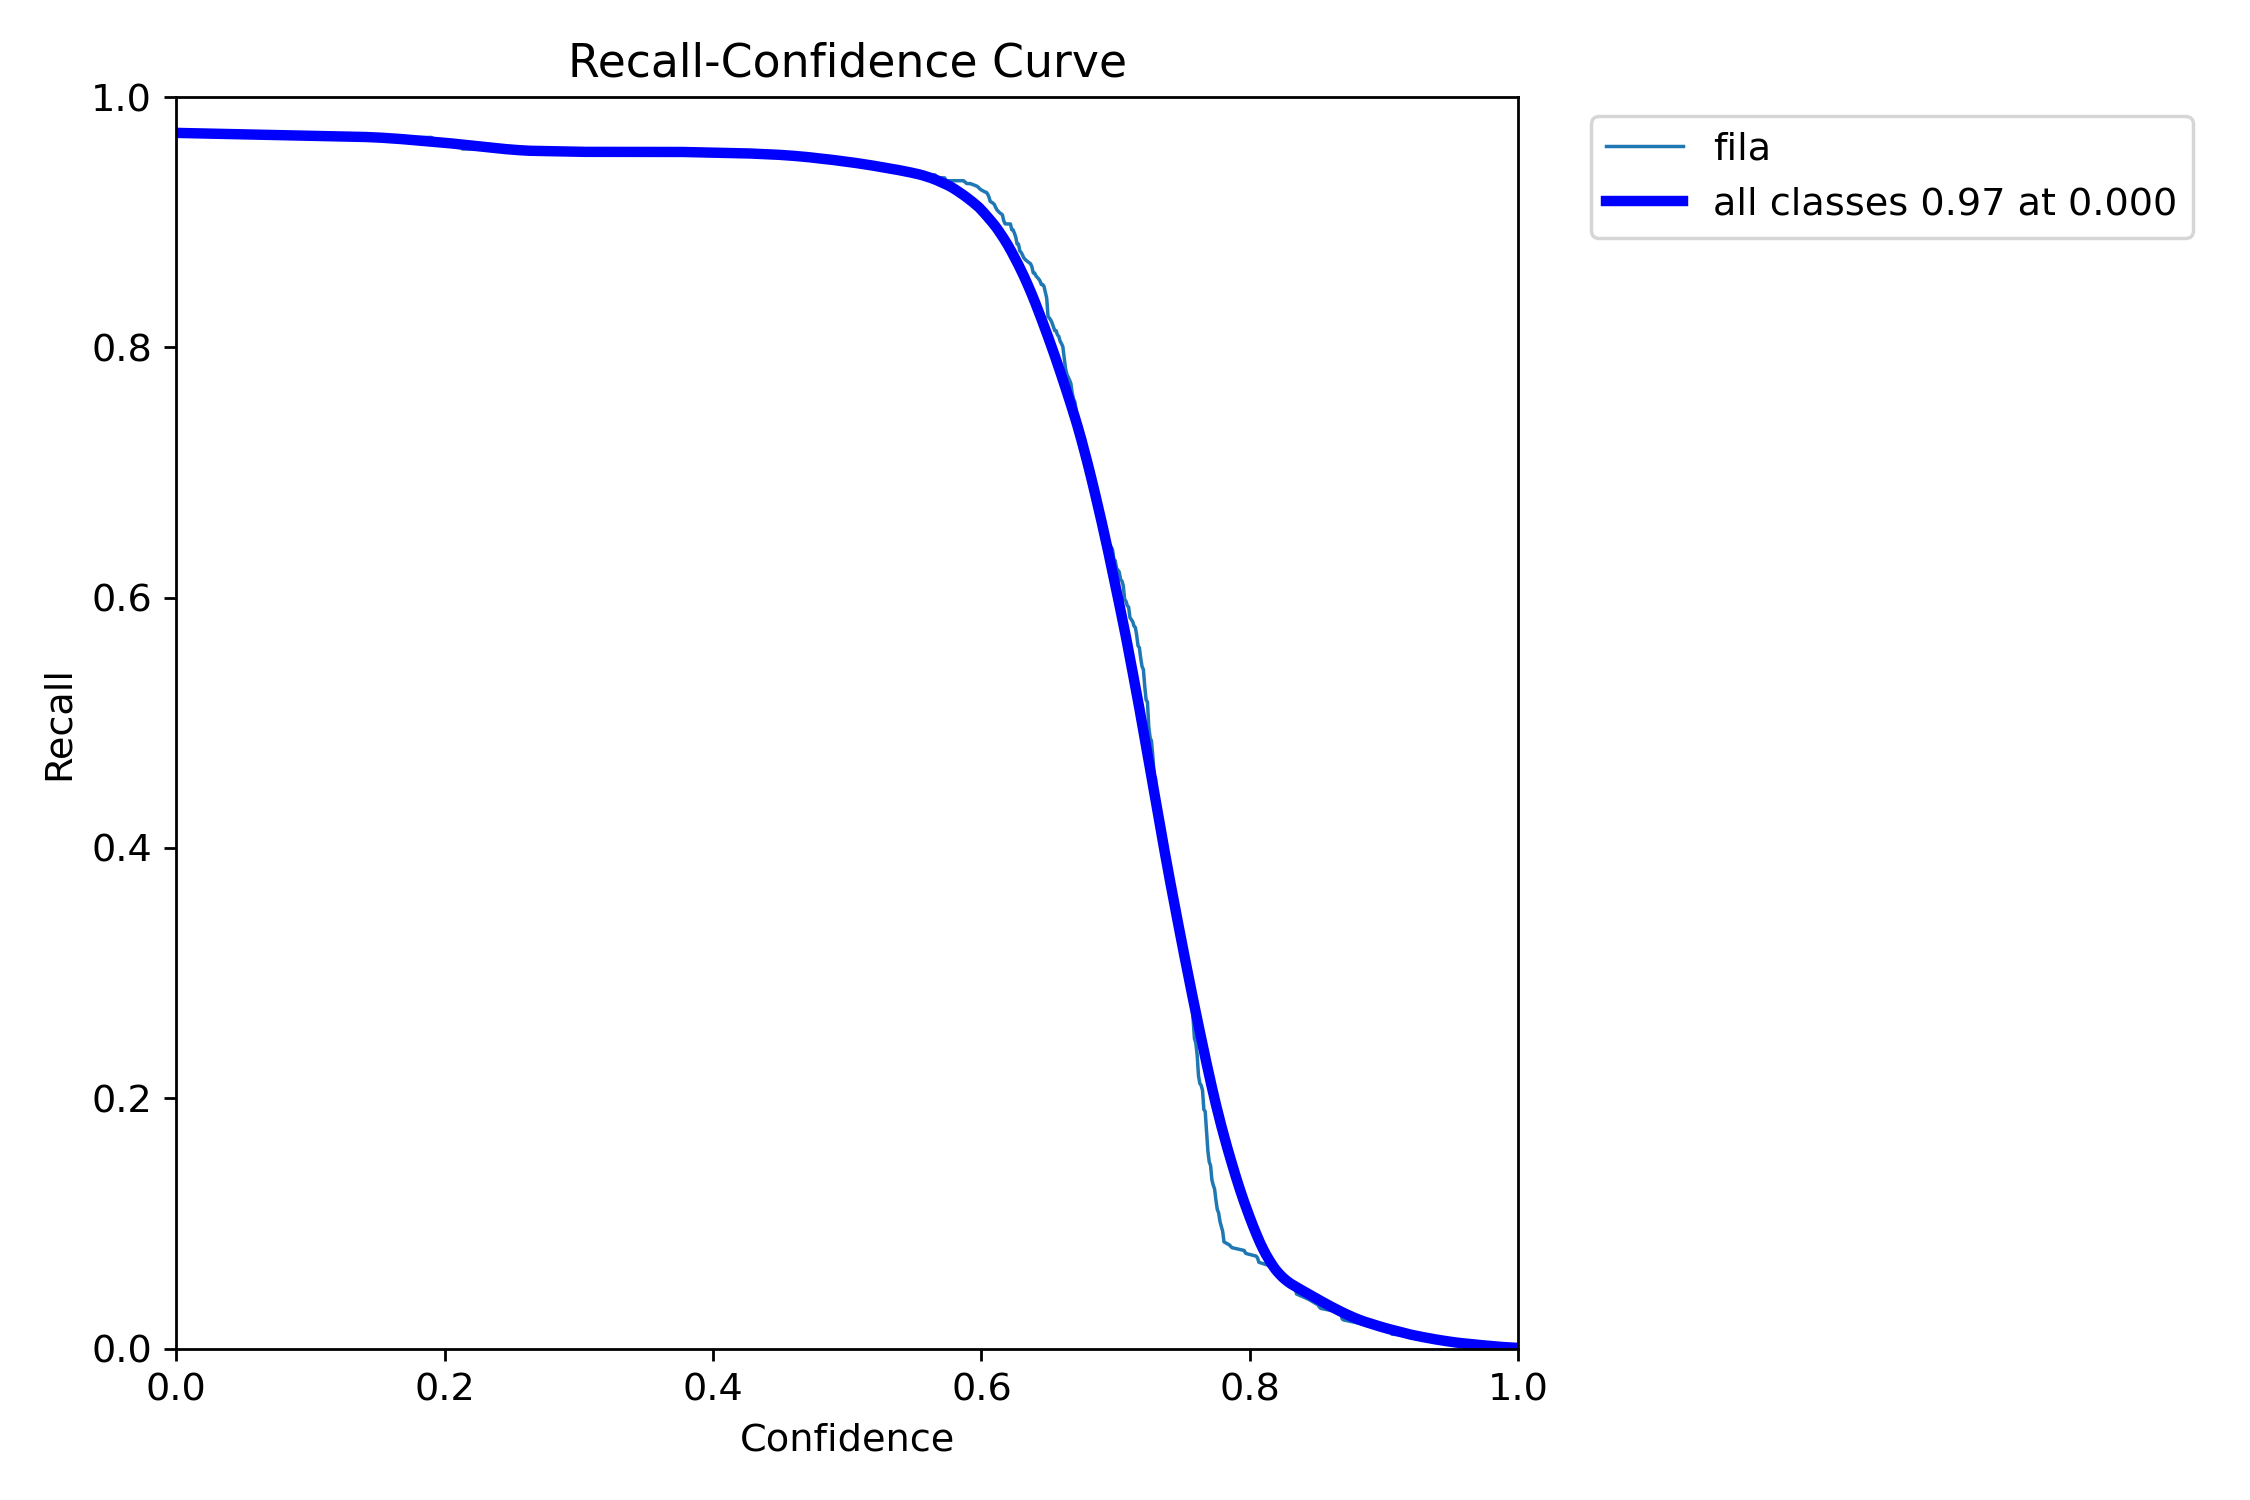 Recall-Confidence Curve
fila
all classes 0.97 at 0.000
1.0
0.8
0.6
0.4
0.2
0.0
Recall
0.0 0.2 0.4 0.6 0.8 1.0
Confidence